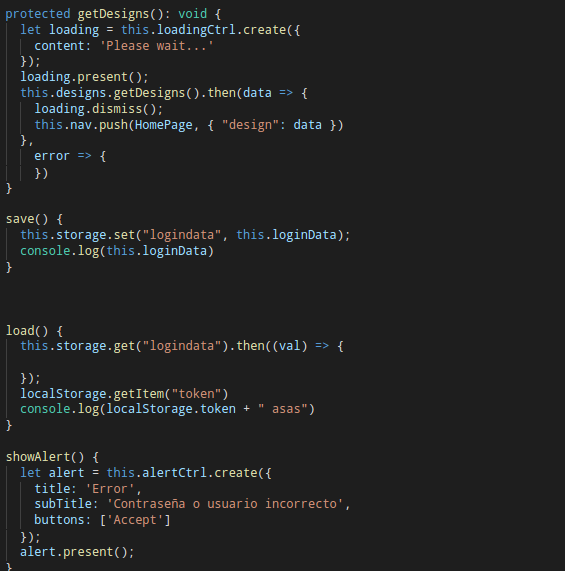 protected getDesigns(): void {
let loading = this.loadingCtrl.create({
content: 'Please wait...'
});
loading.present();
this.designs.getDesigns().then(data => {
loading.dismiss();
this.nav.push(HomePage, { "design": data })
},
error => {
})
}
save() {
this.storage.set("logindata", this.loginData);
console.log(this.loginData)
}
load() {
this.storage.get("logindata").then((val) => {
});
localStorage.getItem("token")
console.log(localStorage.token + " asas")
}
showAlert() {
let alert = this.alertCtrl.create({
title: 'Error',
subTitle: 'Contraseña o usuario incorrecto',
buttons: ['Accept']
});
alert.present();
}